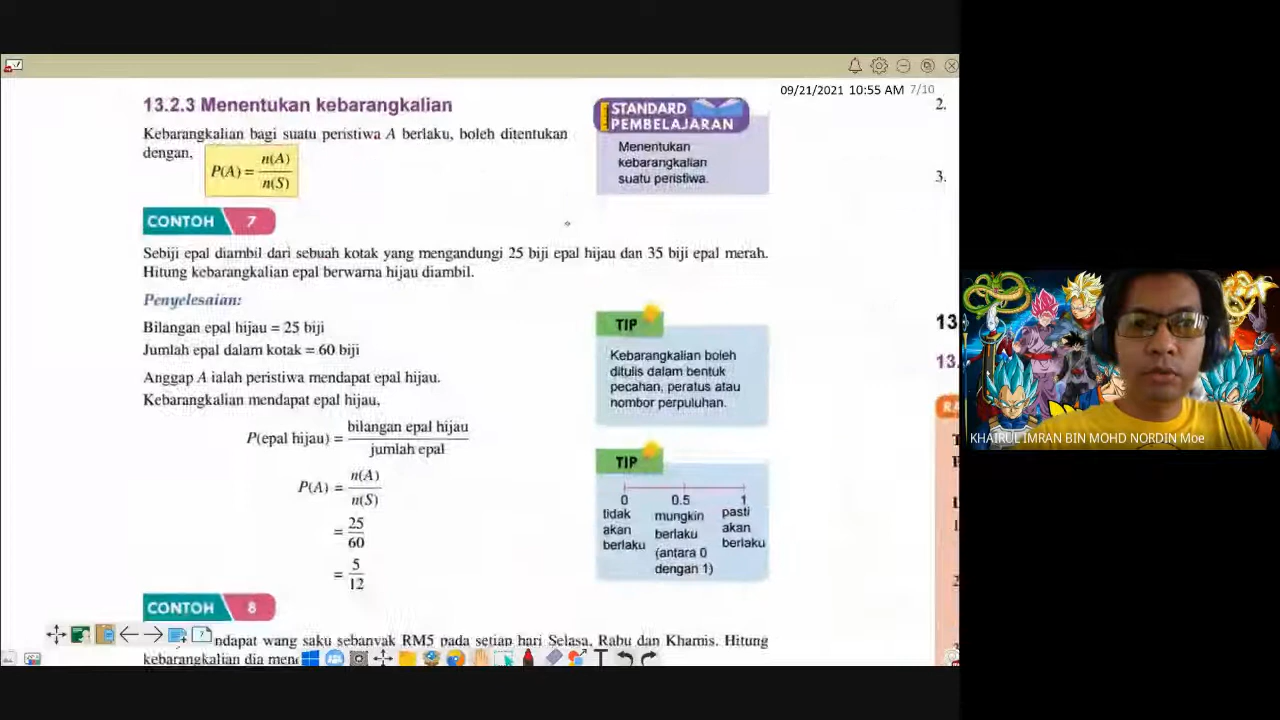 09/21/2021 10:55 AM 7/10
13.2.3 Menentukan kebarangkalian
Kebarangkalian bagi suatu peristiwa A berlaku, boleh ditentukan
dengan,
P(A) = n(A)/n(S)
STANDARD
PEMBELAJARAN
Menentukan
kebarangkalian
suatu peristiwa.
CONTOH 7
Sebiji epal diambil dari sebuah kotak yang mengandungi 25 biji epal hijau dan 35 biji epal merah.
Hitung kebarangkalian epal berwarna hijau diambil.
Penyelesaian:
Bilangan epal hijau = 25 biji
Jumlah epal dalam kotak = 60 biji
Anggap A ialah peristiwa mendapat epal hijau.
Kebarangkalian mendapat epal hijau,
P(epal hijau) = bilangan epal hijau/jumlah epal
P(A) = n(A)/n(S)
= 25/60
= 5/12
TIP
Kebarangkalian boleh
ditulis dalam bentuk
pecahan, peratus atau
nombor perpuluhan.
TIP
0 0.5 1
tidak
akan
berlaku
mungkin
berlaku
(antara 0
dengan 1)
pasti
akan
berlaku
CONTOH 8
ndapat wang saku sebanyak RM5 pada setiap hari Selasa, Rabu dan Khamis. Hitung
kebarangkalian dia men
2.
3.
13
13.
KHAIRUL IMRAN BIN MOHD NORDIN Moe